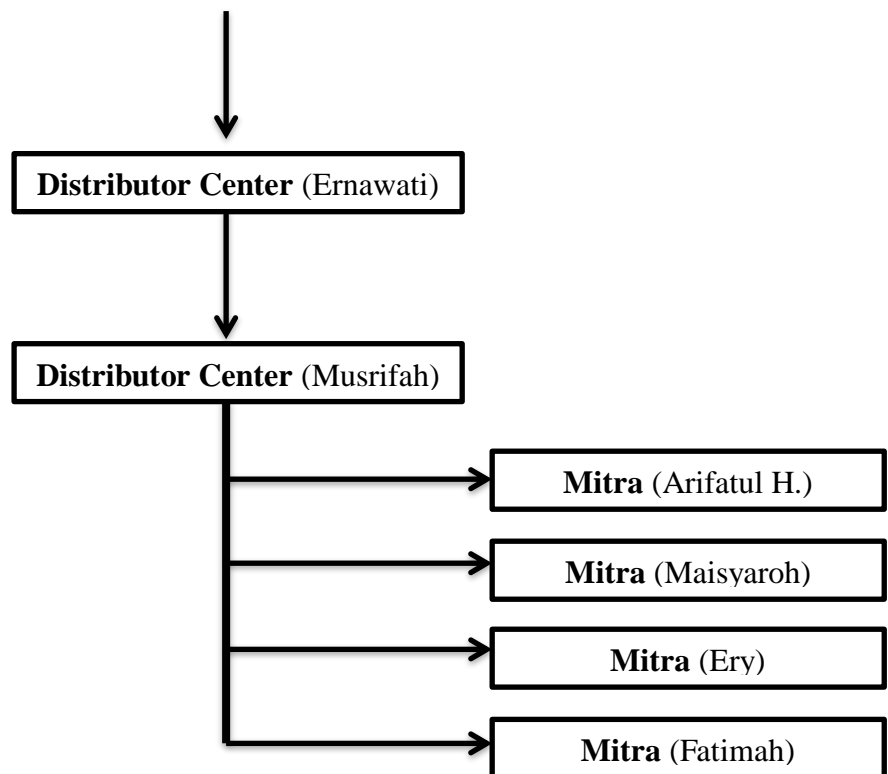 Distributor Center (Ernawati)
Distributor Center (Musrifah)
Mitra (Arifatul H.)
Mitra (Maisyaroh)
Mitra (Ery)
Mitra (Fatimah)